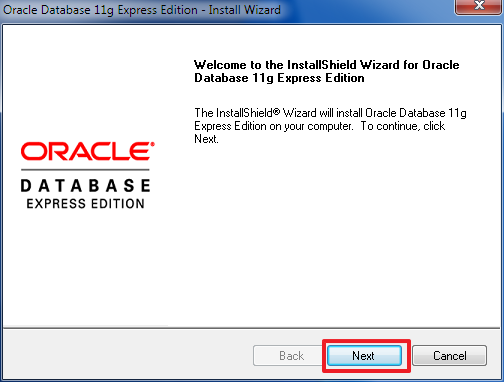 Oracle Database 11g Express Edition - Install Wizard
Welcome to the InstallShield Wizard for Oracle
Database 11g Express Edition
The InstallShield® Wizard will install Oracle Database 11g
Express Edition on your computer. To continue, click
Next.
ORACLE®
DATABASE
EXPRESS EDITION
Back
Next
Cancel